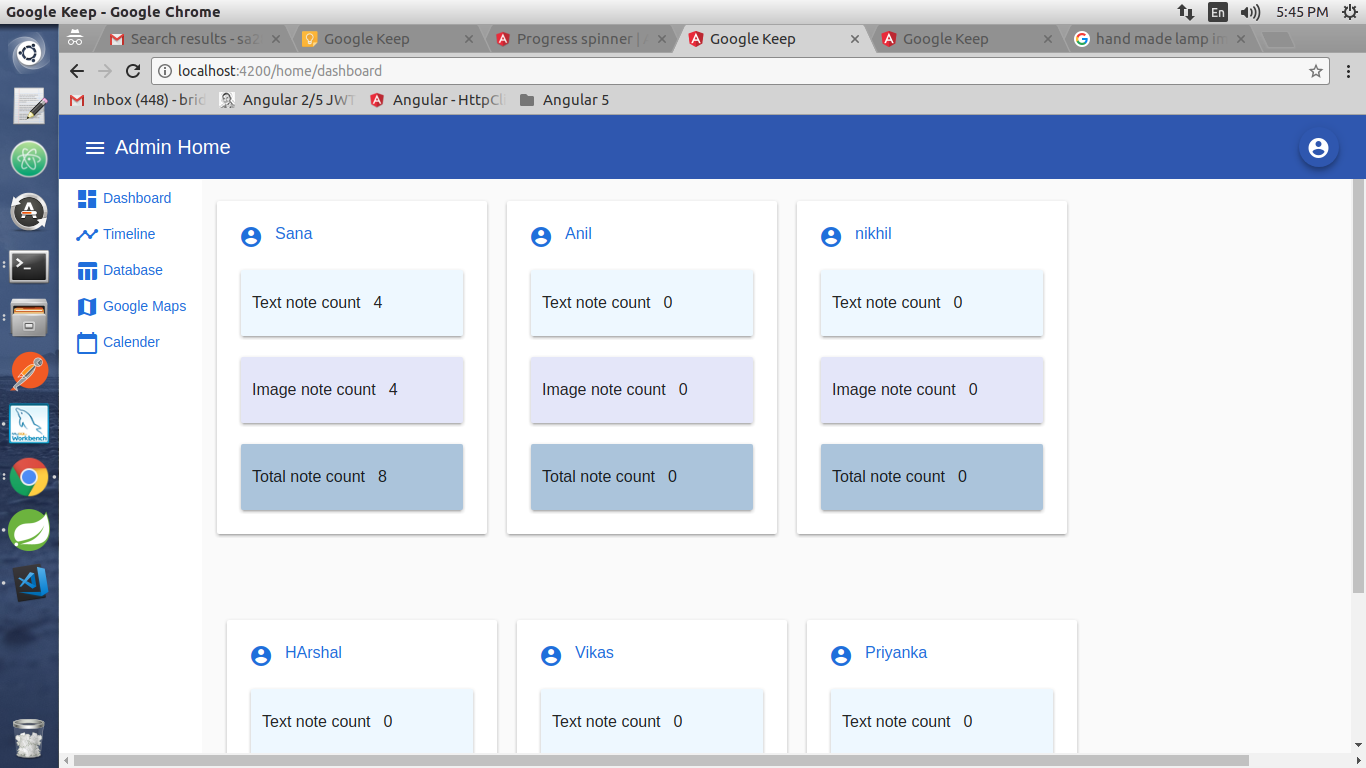 Google Keep - Google Chrome
En
5:45 PM
Search results - sa2
Google Keep
Progress spinner | A
Google Keep
Google Keep
hand made lamp im
localhost:4200/home/dashboard
Inbox (448) - brid
Angular 2/5 JWT
Angular - HttpCli
Angular 5
Admin Home
Dashboard
Timeline
Database
Google Maps
Calender
Sana
Text note count 4
Image note count 4
Total note count 8
Anil
Text note count 0
Image note count 0
Total note count 0
nikhil
Text note count 0
Image note count 0
Total note count 0
HArshal
Text note count 0
Vikas
Text note count 0
Priyanka
Text note count 0